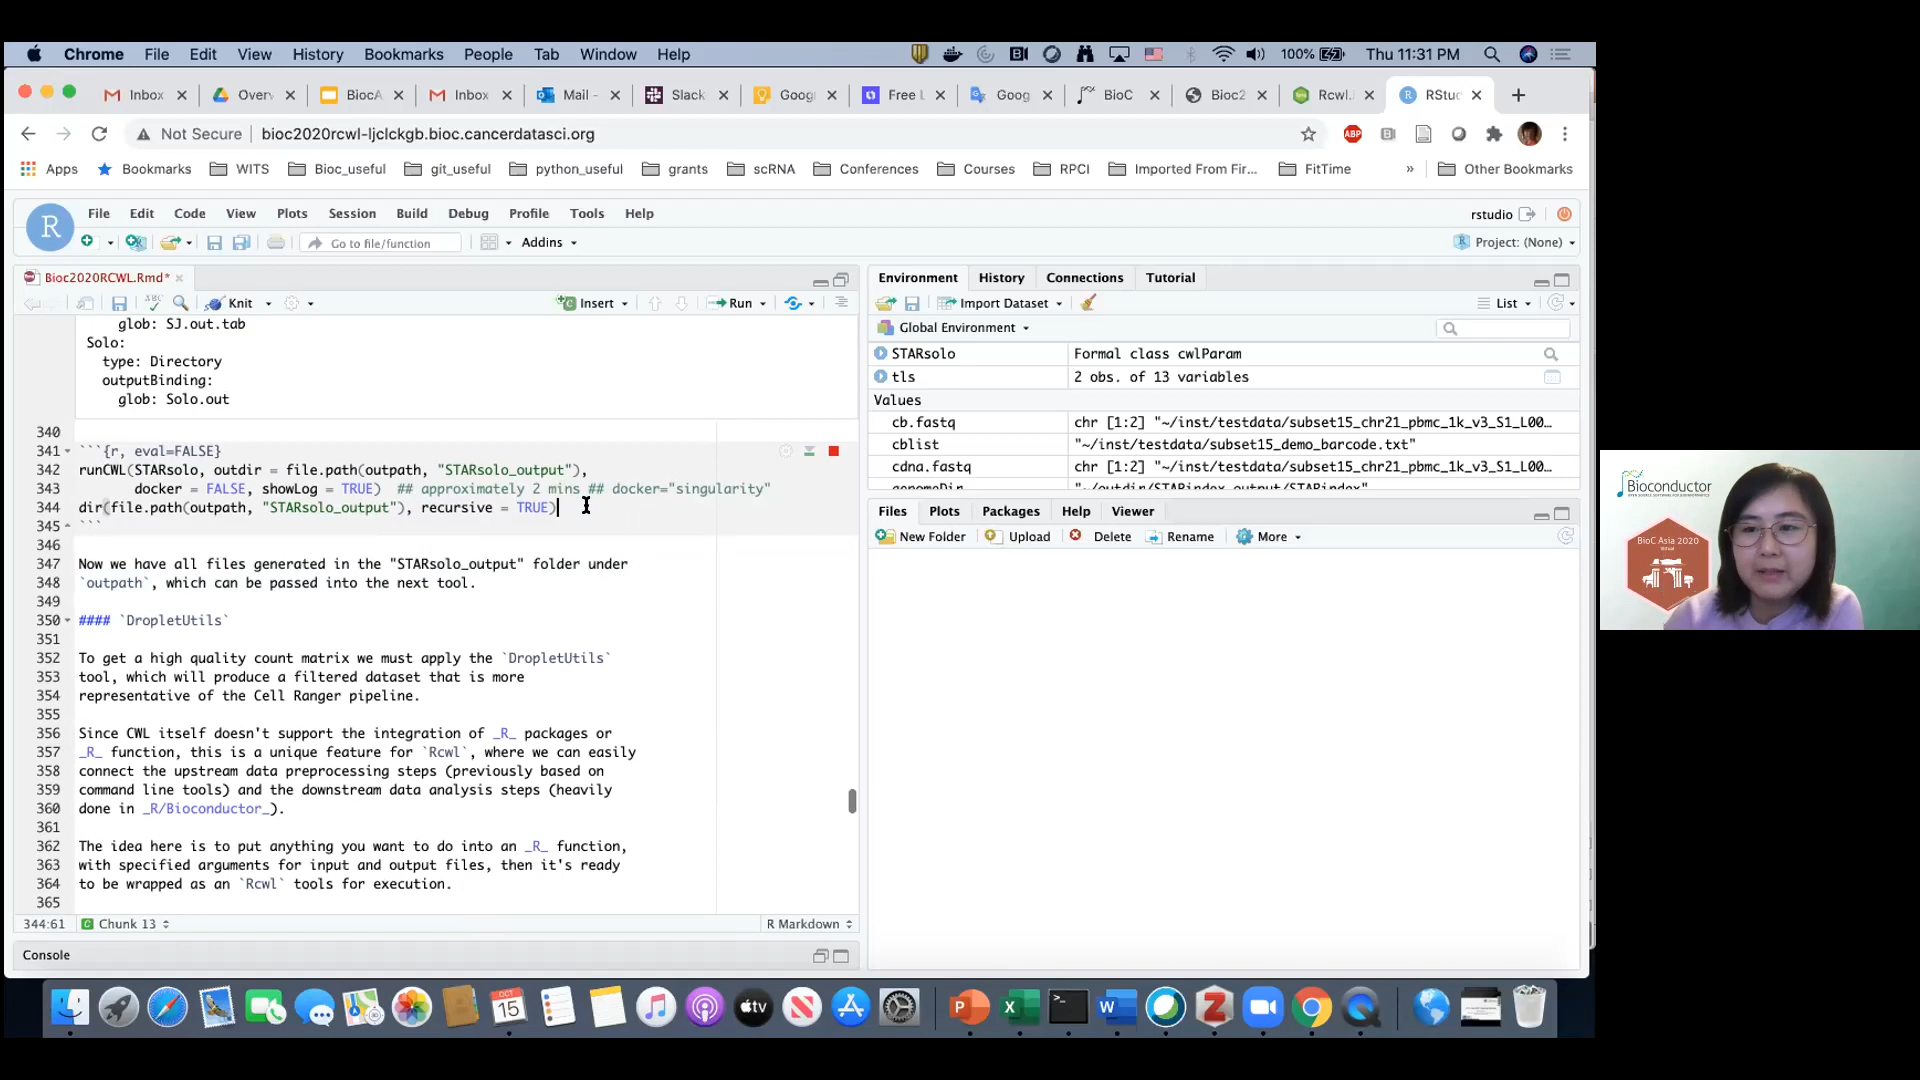 Chrome File Edit View History Bookmarks People Tab Window Help 100% Thu 11:31 PM
Inbox Overv BiocA Inbox Mail - Slack Goog Free L Goog BioC Bioc2 Rcwl. RStud
Not Secure bioc2020rcwl-ljclckgb.bioc.cancerdatasci.org ABP
Apps Bookmarks WITS Bioc_useful git_useful python_useful grants scRNA Conferences Courses RPCI Imported From Fir... FitTime » Other Bookmarks
R File Edit Code View Plots Session Build Debug Profile Tools Help rstudio
Go to file/function Addins Project: (None)
Bioc2020RCWL.Rmd*
Knit Insert Run
glob: SJ.out.tab
Solo:
type: Directory
outputBinding:
glob: Solo.out
340
341 ```{r, eval=FALSE}
342 runCWL(STARsolo, outdir = file.path(outpath, "STARsolo_output"),
343 docker = FALSE, showLog = TRUE) ## approximately 2 mins ## docker="singularity"
344 dir(file.path(outpath, "STARsolo_output"), recursive = TRUE)
345 ```
346
347 Now we have all files generated in the "STARsolo_output" folder under
348 `outpath`, which can be passed into the next tool.
349
350 #### `DropletUtils`
351
352 To get a high quality count matrix we must apply the `DropletUtils`
353 tool, which will produce a filtered dataset that is more
354 representative of the Cell Ranger pipeline.
355
356 Since CWL itself doesn't support the integration of _R_ packages or
357 _R_ function, this is a unique feature for `Rcwl`, where we can easily
358 connect the upstream data preprocessing steps (previously based on
359 command line tools) and the downstream data analysis steps (heavily
360 done in _R/Bioconductor_).
361
362 The idea here is to put anything you want to do into an _R_ function,
363 with specified arguments for input and output files, then it's ready
364 to be wrapped as an `Rcwl` tools for execution.
365
344:61 Chunk 13 R Markdown
Console
Environment History Connections Tutorial
Import Dataset List
Global Environment
STARsolo Formal class cwlParam
tls 2 obs. of 13 variables
Values
cb.fastq chr [1:2] "~/inst/testdata/subset15_chr21_pbmc_1k_v3_S1_L00…
cblist "~/inst/testdata/subset15_demo_barcode.txt"
cdna.fastq chr [1:2] "~/inst/testdata/subset15_chr21_pbmc_1k_v3_S1_L00…
genomeDir "~/outdir/STARindex_output/STARindex"
Files Plots Packages Help Viewer
New Folder Upload Delete Rename More
Bioconductor
BioC Asia 2020
Virtual
OCT
15
tv